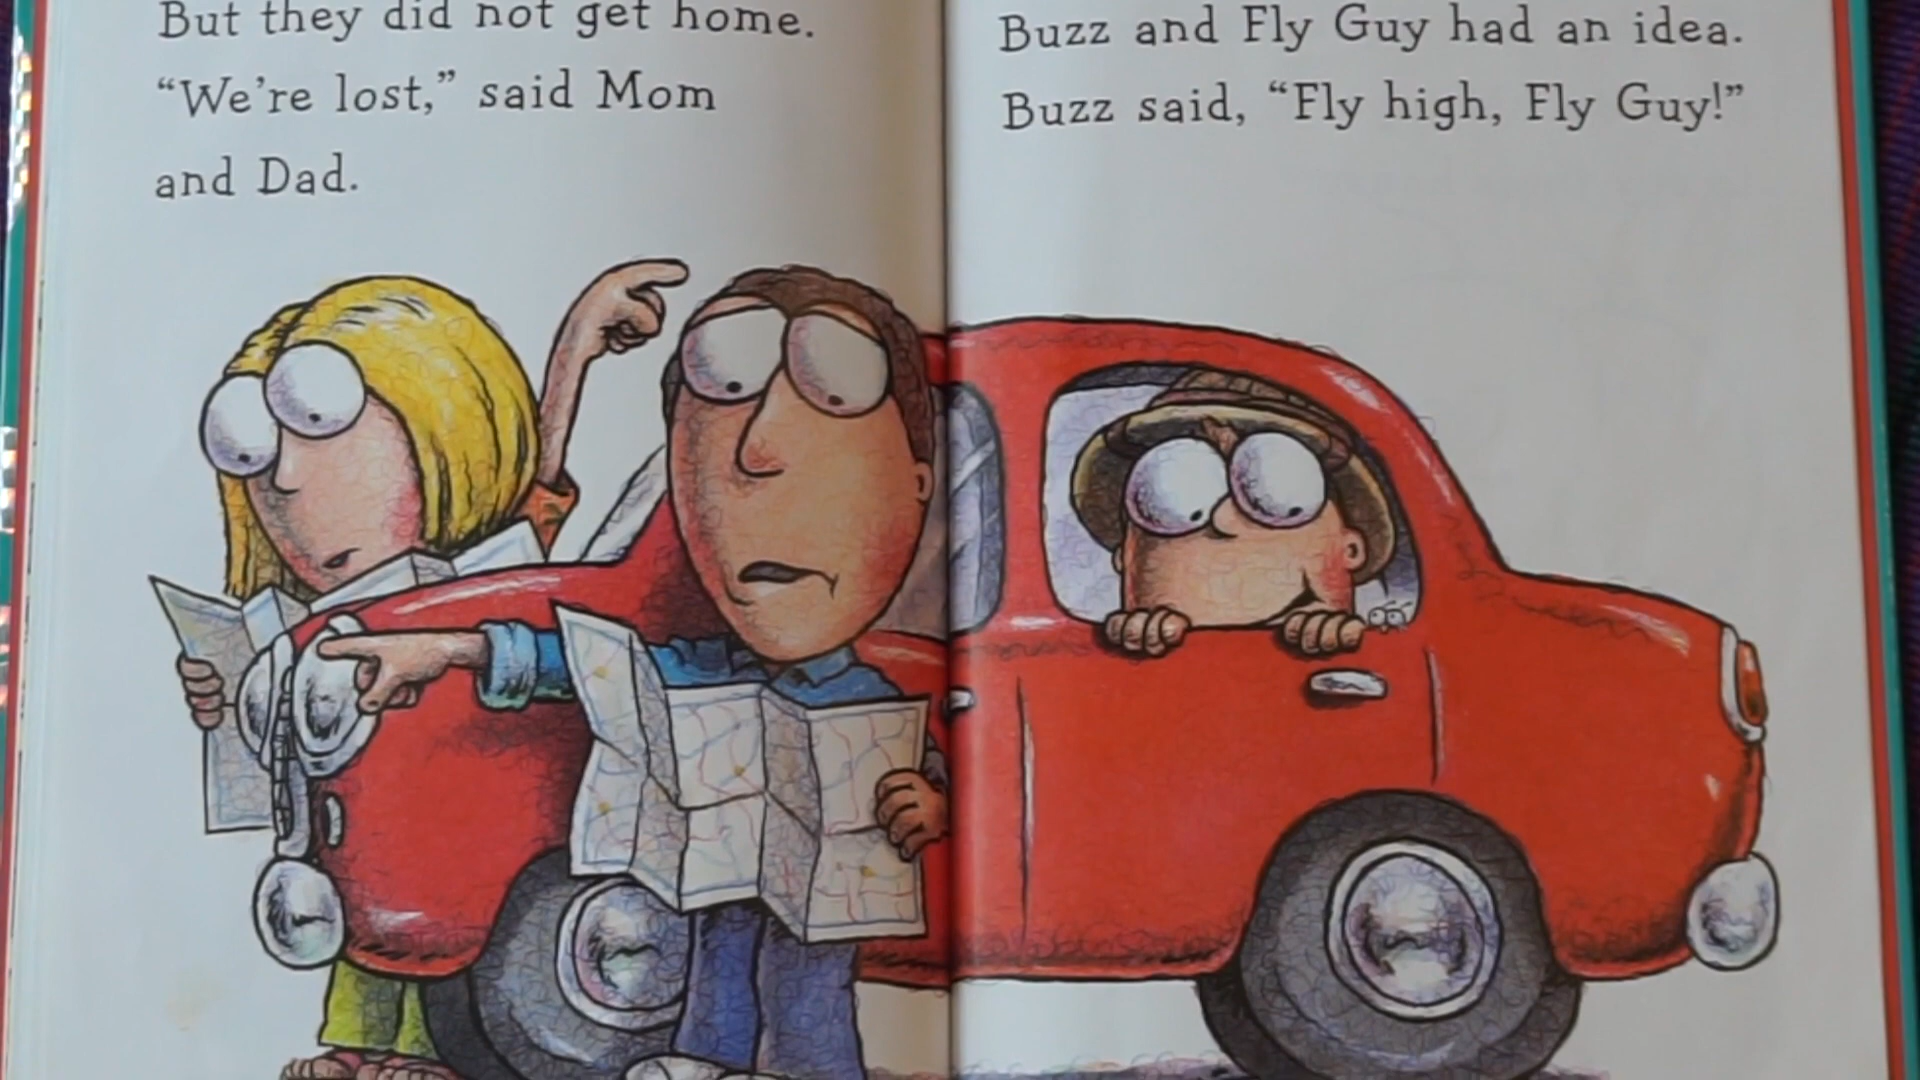 But they did not get home.
“We’re lost,” said Mom
and Dad.
Buzz and Fly Guy had an idea.
Buzz said, “Fly high, Fly Guy!”